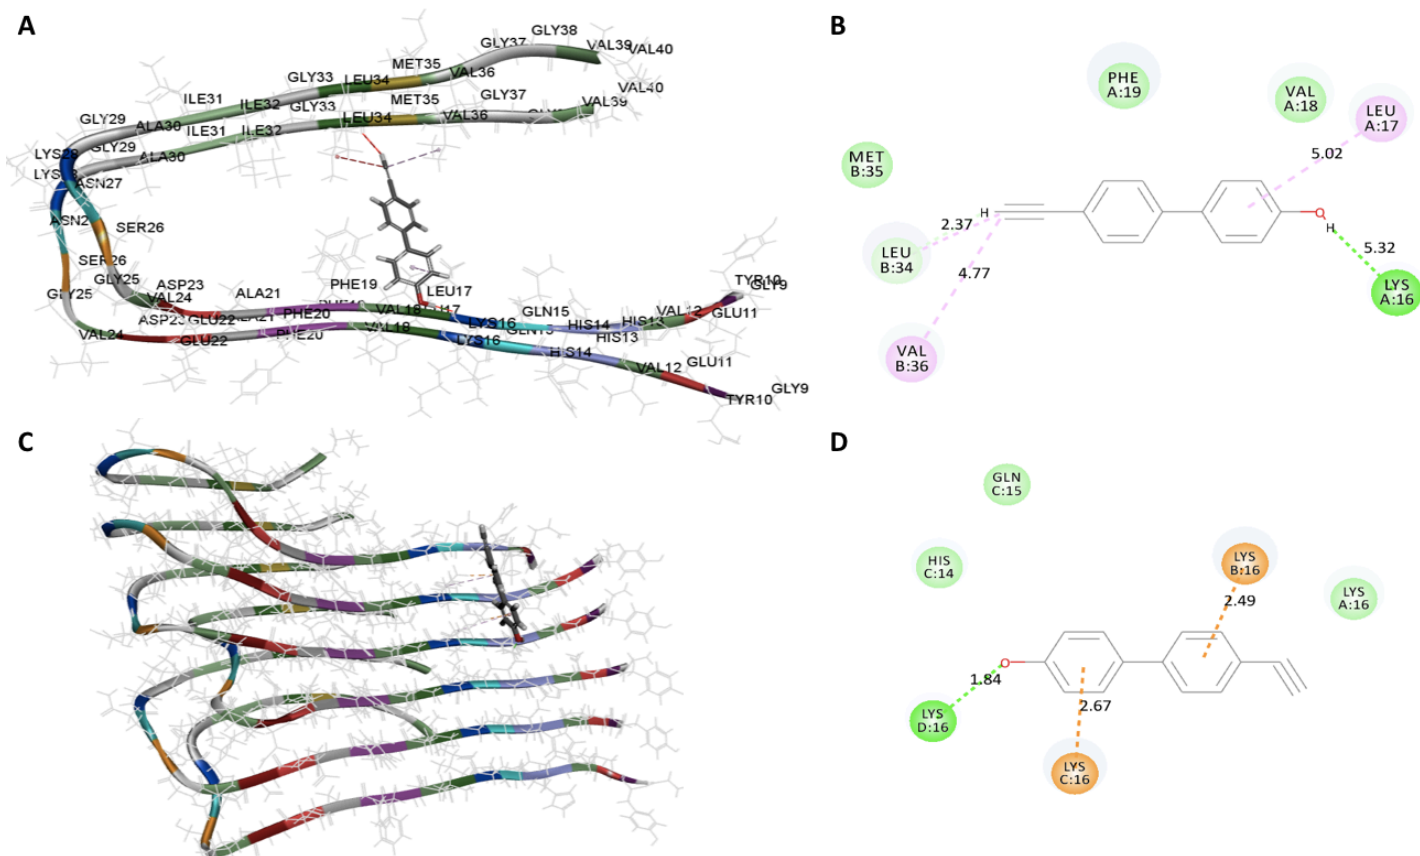 A
GLY37
GLY38
VAL39
VAL40
MET35
VAL36
GLY33
LEU34
ILE31
ILE32
GLY29
ALA30
VAL40
VAL39
GLY37
MET35
VAL36
GLY33
LEU34
ILE31
ILE32
GLY29
ALA30
LYS28
ASN27
SER26
SER26
GLY25
GLY25
ASP23
VAL24
ALA21
PHE19
LEU17
GLN15
TYR10
GLY9
VAL12
GLU11
HIS13
HIS14
LYS16
VAL18
PHE20
GLU22
ASP23
VAL24
GLU22
PHE20
VAL18
LYS16
HIS14
HIS13
VAL12
GLU11
TYR10
GLY9
B
PHE
A:19
VAL
A:18
LEU
A:17
MET
B:35
5.02
H
2.37
O
H
5.32
LEU
B:34
4.77
LYS
A:16
VAL
B:36
C
D
GLN
C:15
HIS
C:14
LYS
B:16
LYS
A:16
2.49
O
1.84
2.67
LYS
D:16
LYS
C:16